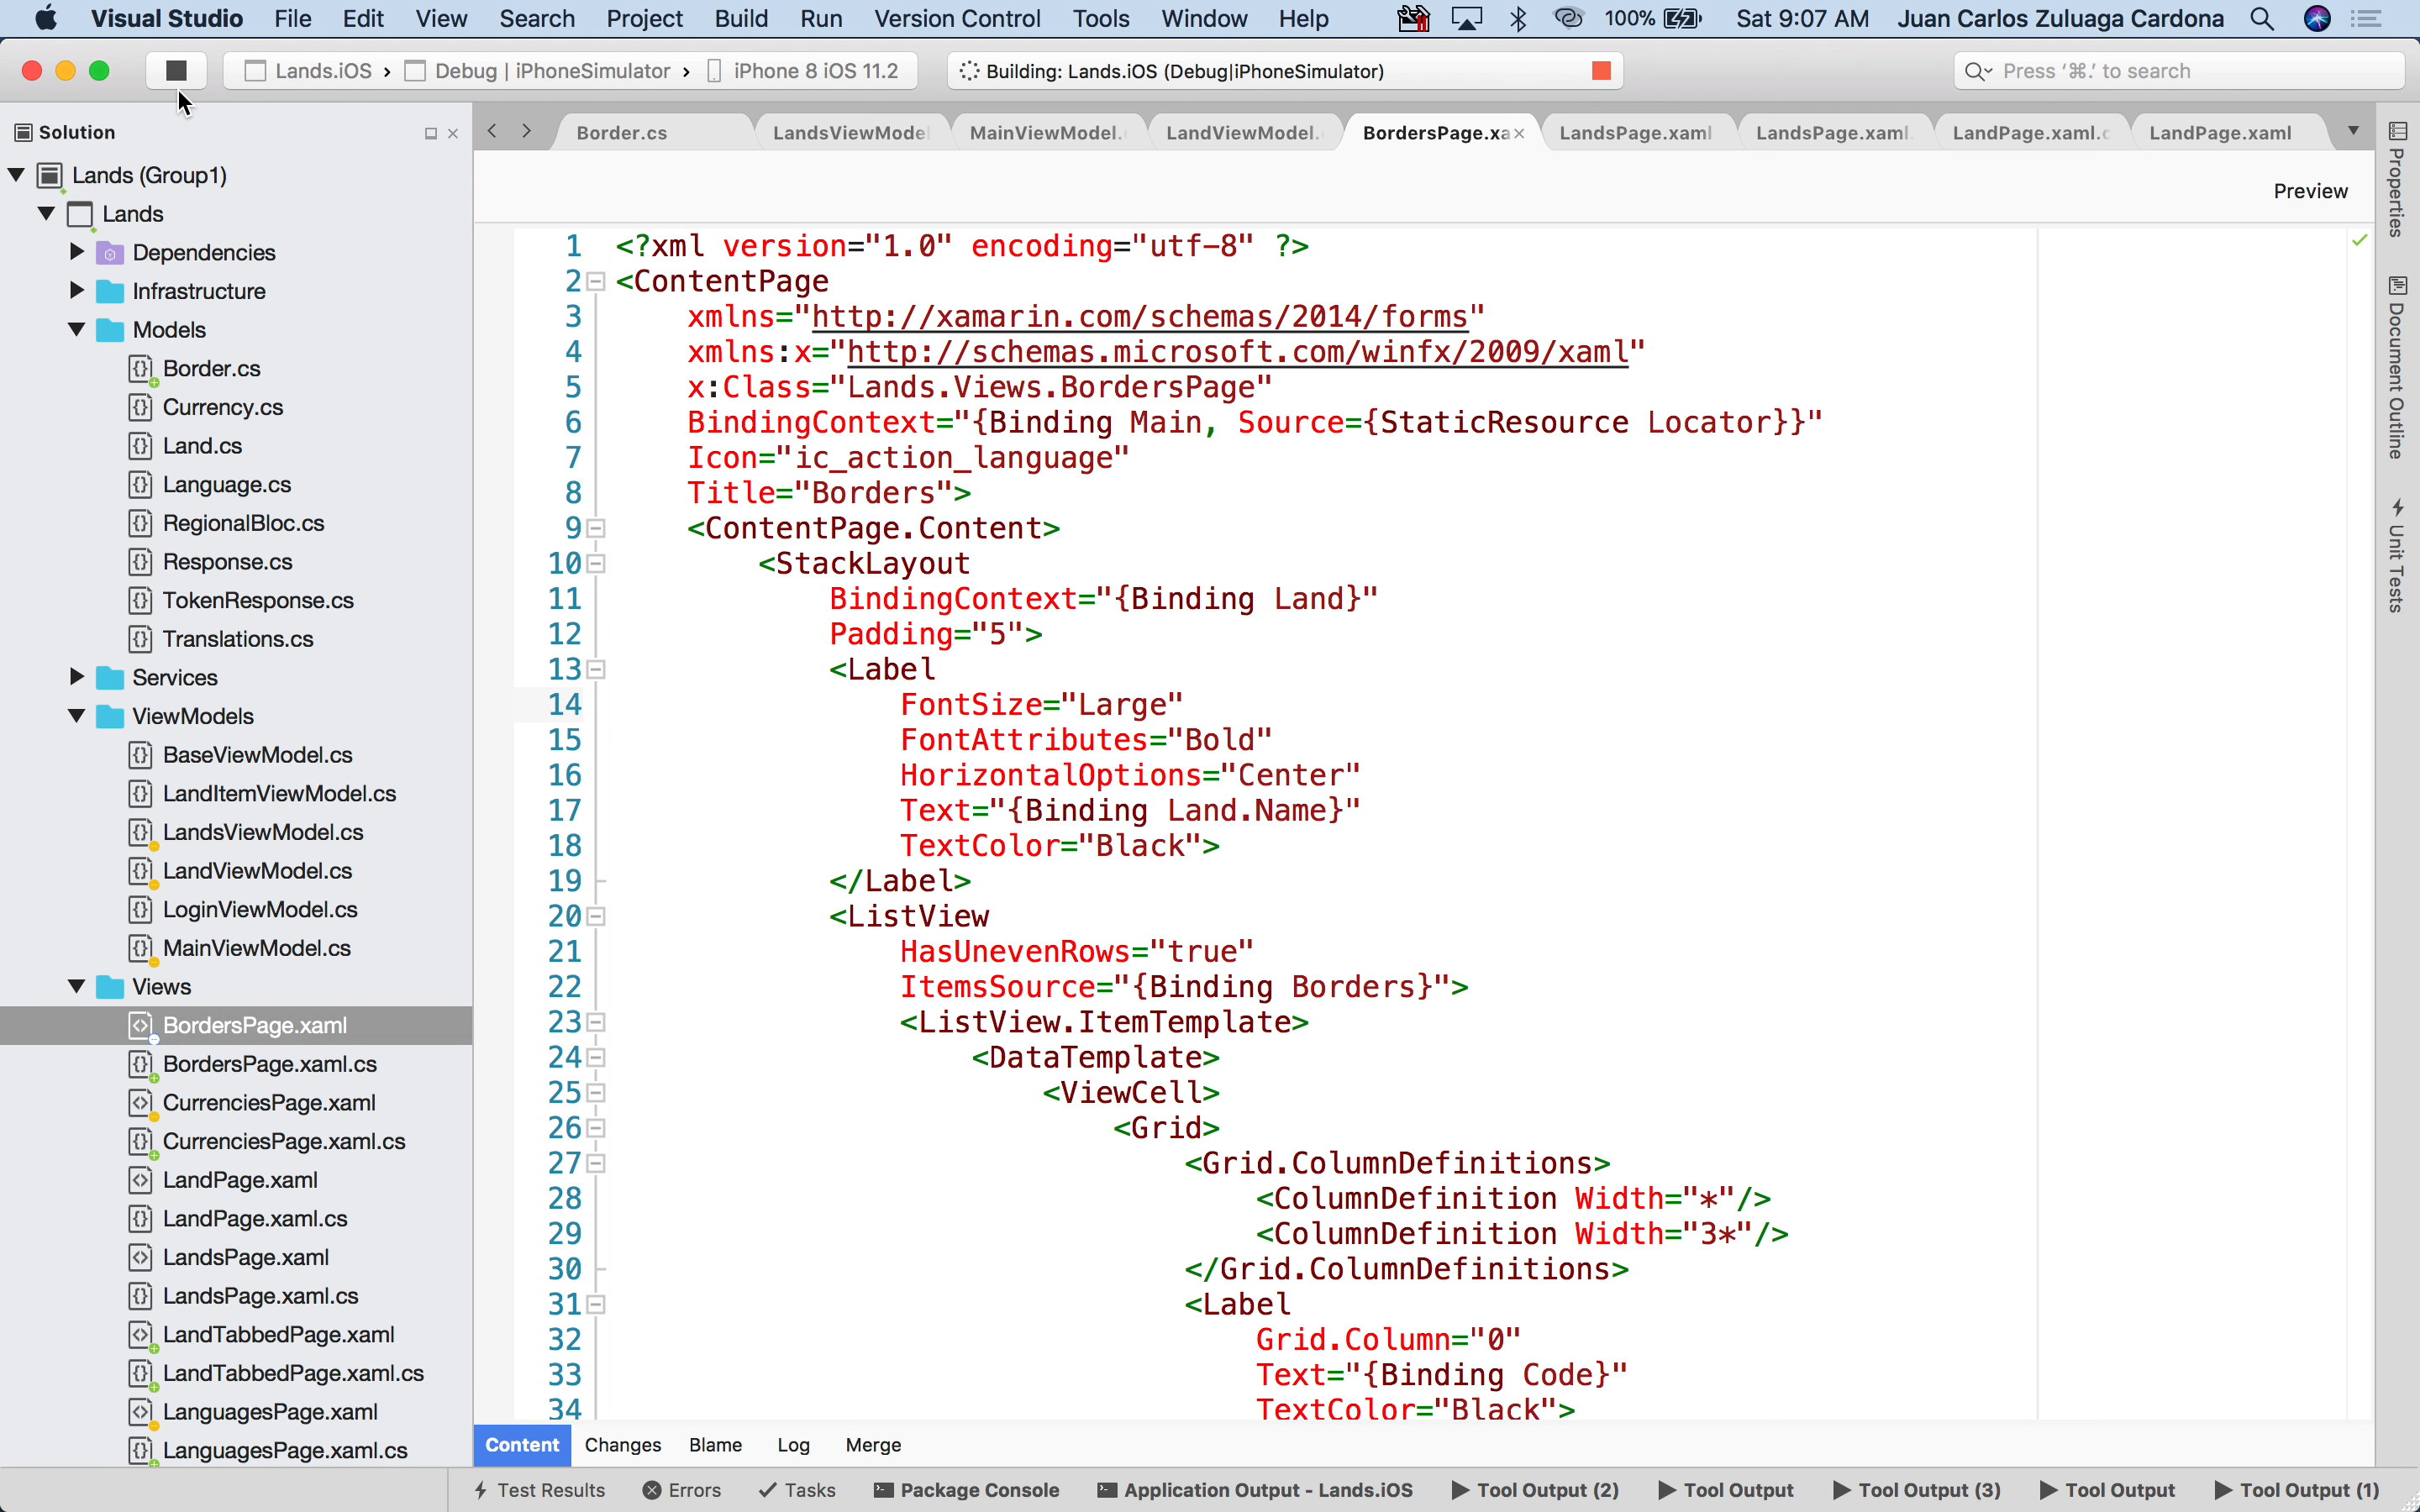 Visual Studio File Edit View Search Project Build Run Version Control Tools Window Help 100% Sat 9:07 AM Juan Carlos Zuluaga Cardona
Lands.iOS › Debug | iPhoneSimulator › iPhone 8 iOS 11.2
Building: Lands.iOS (Debug|iPhoneSimulator)
Press ‘⌘.’ to search
Solution
Border.cs LandsViewModel MainViewModel. LandViewModel. BordersPage.xa LandsPage.xaml LandsPage.xaml. LandPage.xaml.c LandPage.xaml
Preview
Lands (Group1)
Lands
Dependencies
Infrastructure
Models
Border.cs
Currency.cs
Land.cs
Language.cs
RegionalBloc.cs
Response.cs
TokenResponse.cs
Translations.cs
Services
ViewModels
BaseViewModel.cs
LandItemViewModel.cs
LandsViewModel.cs
LandViewModel.cs
LoginViewModel.cs
MainViewModel.cs
Views
BordersPage.xaml
BordersPage.xaml.cs
CurrenciesPage.xaml
CurrenciesPage.xaml.cs
LandPage.xaml
LandPage.xaml.cs
LandsPage.xaml
LandsPage.xaml.cs
LandTabbedPage.xaml
LandTabbedPage.xaml.cs
LanguagesPage.xaml
LanguagesPage.xaml.cs
1 <?xml version="1.0" encoding="utf-8" ?>
2 <ContentPage
3 xmlns="http://xamarin.com/schemas/2014/forms"
4 xmlns:x="http://schemas.microsoft.com/winfx/2009/xaml"
5 x:Class="Lands.Views.BordersPage"
6 BindingContext="{Binding Main, Source={StaticResource Locator}}"
7 Icon="ic_action_language"
8 Title="Borders">
9 <ContentPage.Content>
10 <StackLayout
11 BindingContext="{Binding Land}"
12 Padding="5">
13 <Label
14 FontSize="Large"
15 FontAttributes="Bold"
16 HorizontalOptions="Center"
17 Text="{Binding Land.Name}"
18 TextColor="Black">
19 </Label>
20 <ListView
21 HasUnevenRows="true"
22 ItemsSource="{Binding Borders}">
23 <ListView.ItemTemplate>
24 <DataTemplate>
25 <ViewCell>
26 <Grid>
27 <Grid.ColumnDefinitions>
28 <ColumnDefinition Width="*"/>
29 <ColumnDefinition Width="3*"/>
30 </Grid.ColumnDefinitions>
31 <Label
32 Grid.Column="0"
33 Text="{Binding Code}"
34 TextColor="Black">
Properties
Document Outline
Unit Tests
Content Changes Blame Log Merge
Test Results Errors Tasks Package Console Application Output - Lands.iOS Tool Output (2) Tool Output Tool Output (3) Tool Output Tool Output (1)